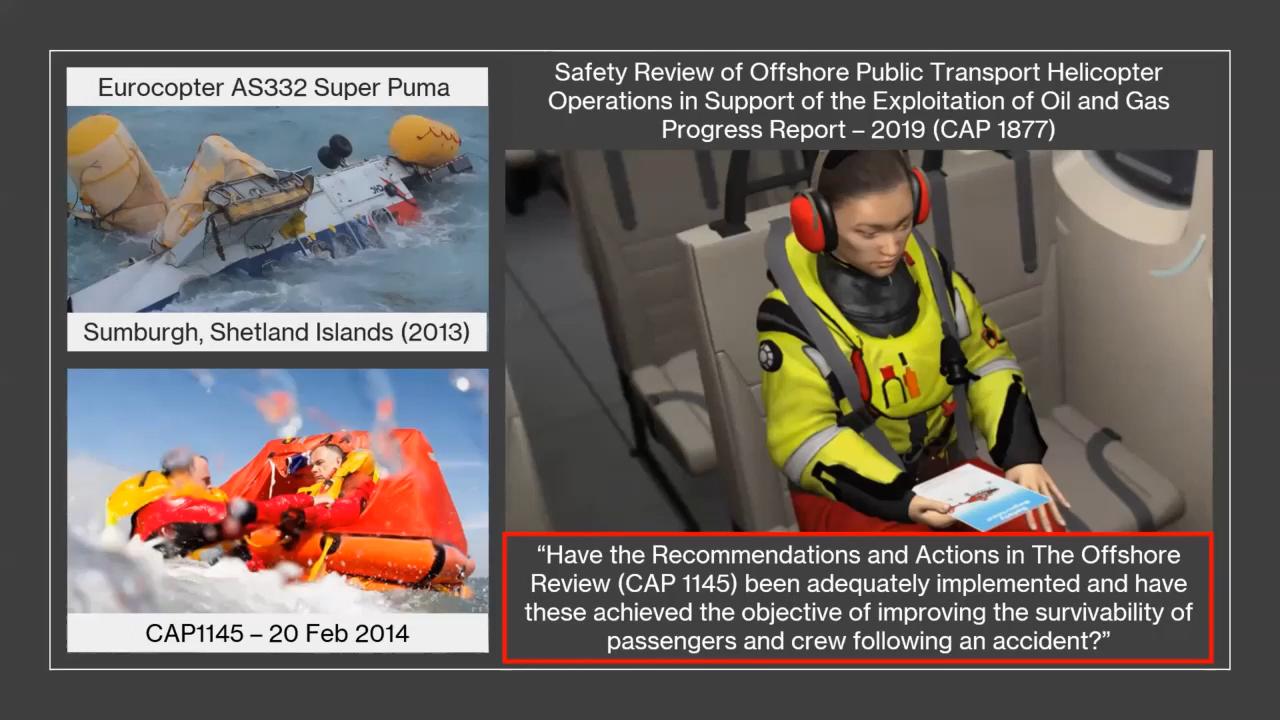 Eurocopter AS332 Super Puma
Sumburgh, Shetland Islands (2013)
CAP1145 – 20 Feb 2014
Safety Review of Offshore Public Transport Helicopter
Operations in Support of the Exploitation of Oil and Gas
Progress Report – 2019 (CAP 1877)
“Have the Recommendations and Actions in The Offshore
Review (CAP 1145) been adequately implemented and have
these achieved the objective of improving the survivability of
passengers and crew following an accident?”